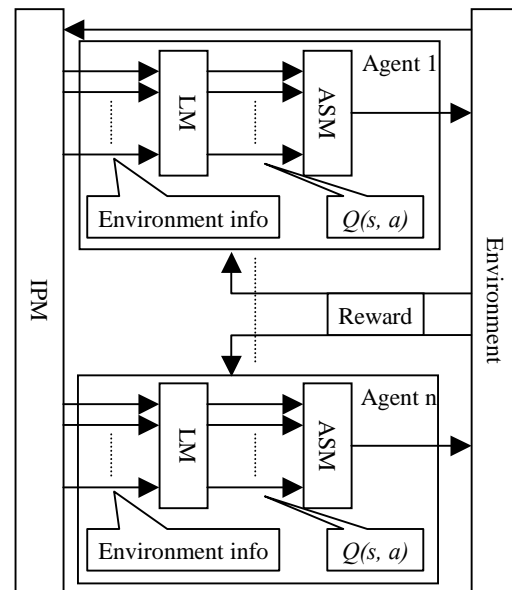 IPM
Agent 1
LM
ASM
Environment info
Q(s, a)
Environment
Reward
Agent n
LM
ASM
Environment info
Q(s, a)